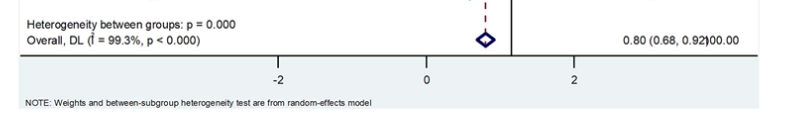 Heterogeneity between groups: p = 0.000
Overall, DL (I² = 99.3%, p < 0.000) 0.80 (0.68, 0.92)00.00
-2 0 2
NOTE: Weights and between-subgroup heterogeneity test are from random-effects model